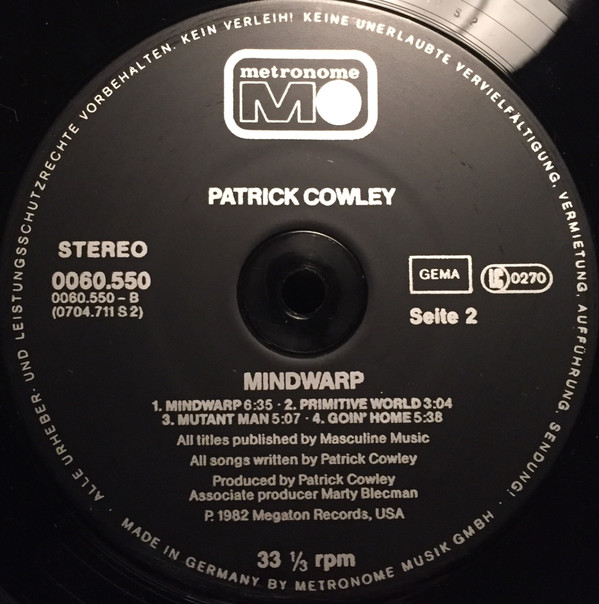 ALLE URHEBER- UND LEISTUNGSSCHUTZRECHTE VORBEHALTEN. KEIN VERLEIH! KEINE UNERLAUBTE VERVIELFÄLTIGUNG, VERMIETUNG, AUFFÜHRUNG, SENDUNG!
metronome
M
PATRICK COWLEY
STEREO
0060.550
0060.550 – B
(0704.711 S 2)
GEMA
LC 0270
Seite 2
MINDWARP
1. MINDWARP 6:35 · 2. PRIMITIVE WORLD 3:04
3. MUTANT MAN 5:07 · 4. GOIN' HOME 5:38
All titles published by Masculine Music
All songs written by Patrick Cowley
Produced by Patrick Cowley
Associate producer Marty Blecman
P. 1982 Megaton Records, USA
33 ⅓ rpm
· MADE IN GERMANY BY METRONOME MUSIK GMBH ·